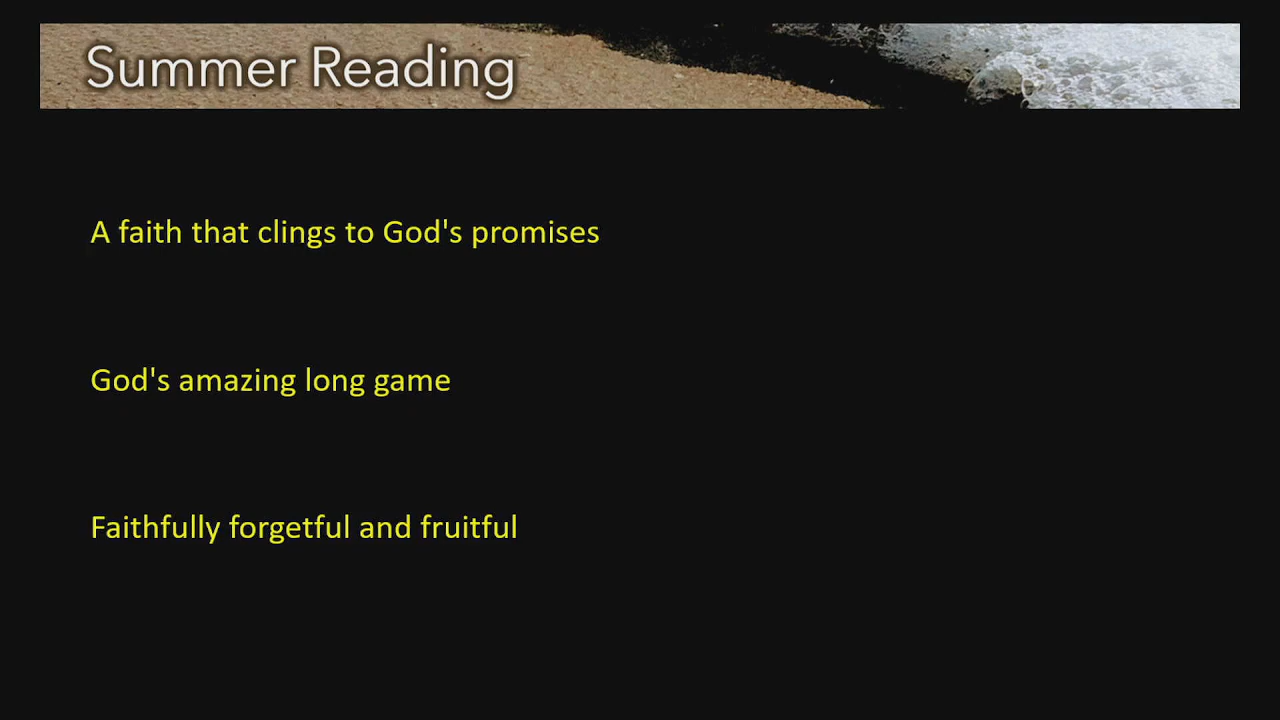 Summer Reading
A faith that clings to God's promises
God's amazing long game
Faithfully forgetful and fruitful